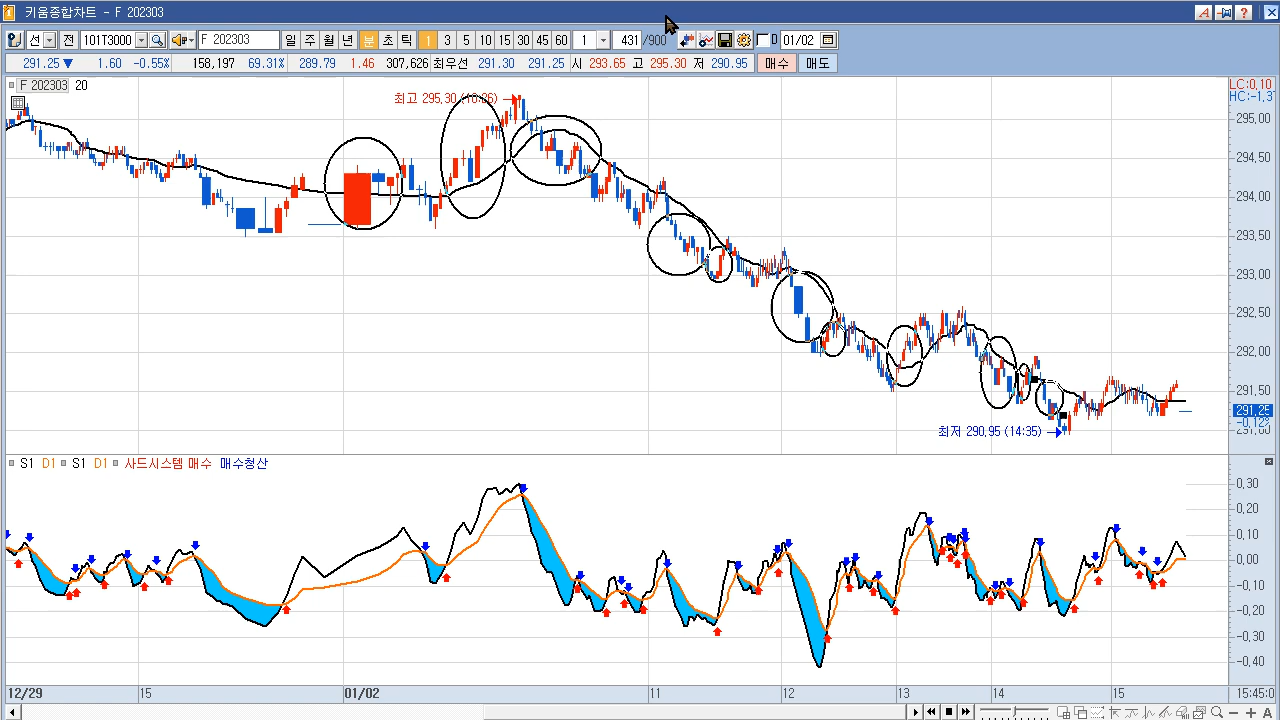 키움종합차트 - F 202303
선 전 101T3000 F 202303 일 주 월 년 분 초 틱 1 3 5 10 15 30 45 60 1 431 /900 D 01/02
291.25 ▼ 1.60 -0.55% 158,197 69.31% 289.79 1.46 307,626 최우선 291.30 291.25 시 293.65 고 295.30 저 290.95 매수 매도
F 202303 20
LC:0,10
HC:-1,3
최고 295,30 (10:26)
295,00
294,50
294,00
293,50
293,00
292,50
292,00
291,50
291,25
-0,12%
291,00
최저 290,95 (14:35)
S1 D1 S1 D1 사드시스템 매수 매수청산
0,30
0,20
0,10
0,00
-0,10
-0,20
-0,30
-0,40
12/29 15 01/02 11 12 13 14 15 15:45:0